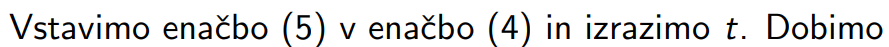 Vstavimo enačbo (5) v enačbo (4) in izrazimo t. Dobimo